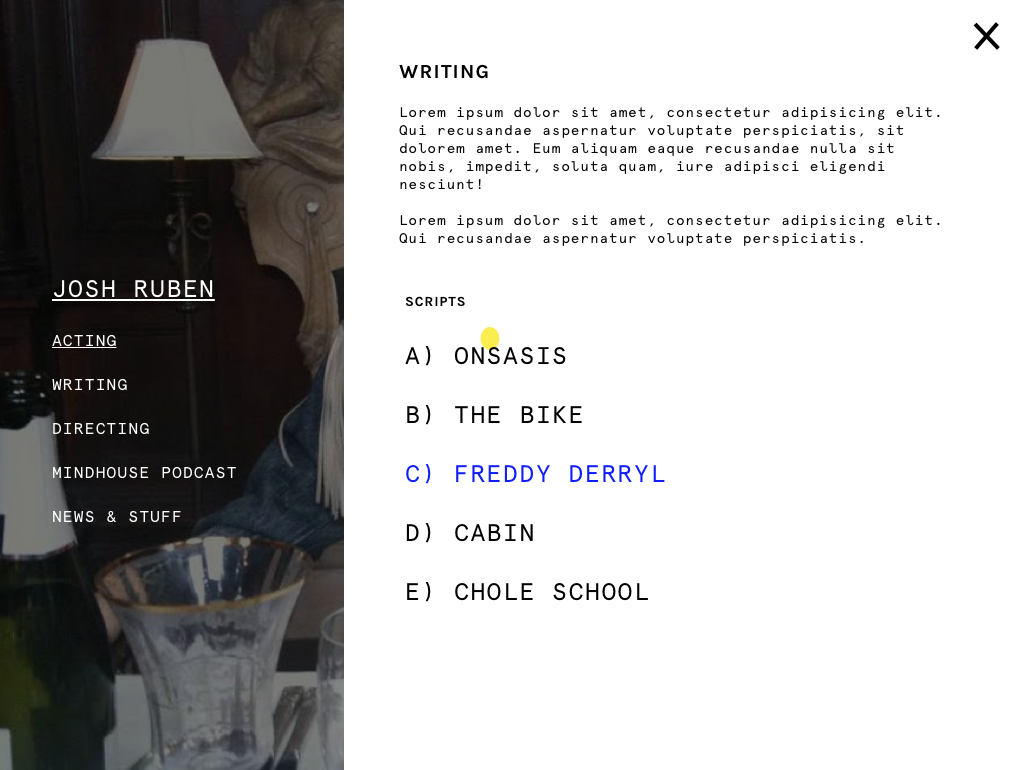 JOSH RUBEN
ACTING
WRITING
DIRECTING
MINDHOUSE PODCAST
NEWS & STUFF
WRITING
Lorem ipsum dolor sit amet, consectetur adipisicing elit.
Qui recusandae aspernatur voluptate perspiciatis, sit
dolorem amet. Eum aliquam eaque recusandae nulla sit
nobis, impedit, soluta quam, iure adipisci eligendi
nesciunt!
Lorem ipsum dolor sit amet, consectetur adipisicing elit.
Qui recusandae aspernatur voluptate perspiciatis.
SCRIPTS
A) ONSASIS
B) THE BIKE
C) FREDDY DERRYL
D) CABIN
E) CHOLE SCHOOL